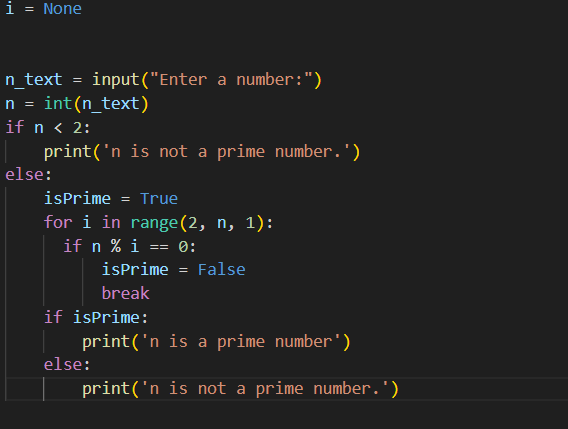 i = None
n_text = input("Enter a number:")
n = int(n_text)
if n < 2:
    print('n is not a prime number.')
else:
    isPrime = True
    for i in range(2, n, 1):
      if n % i == 0:
          isPrime = False
          break
    if isPrime:
        print('n is a prime number')
    else:
        print('n is not a prime number.')